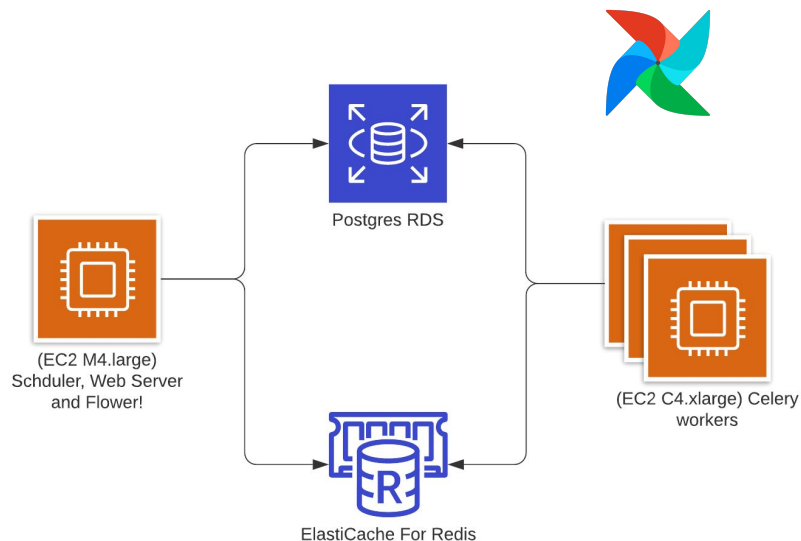 Postgres RDS
(EC2 M4.large)
Schduler, Web Server
and Flower!
(EC2 C4.xlarge) Celery
workers
R
ElastiCache For Redis